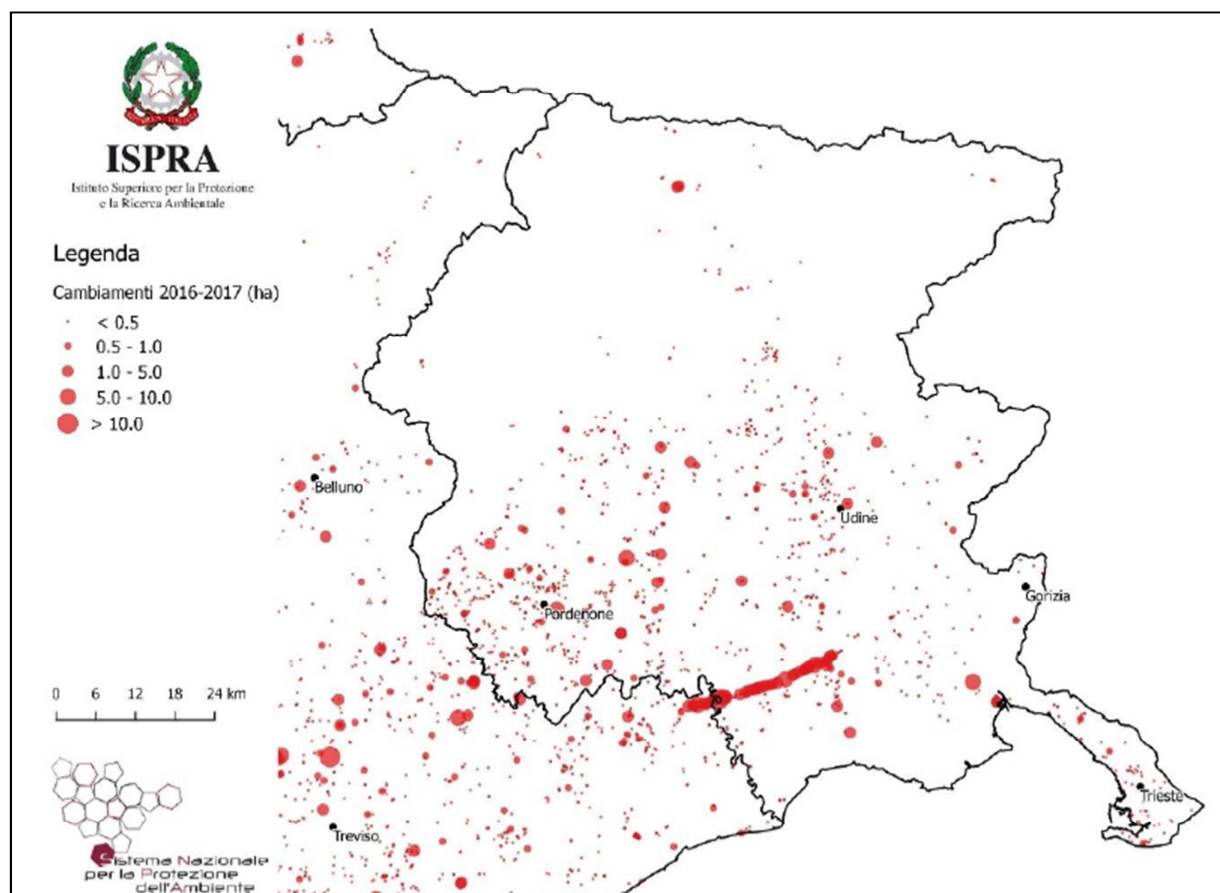 ISPRA
Istituto Superiore per la Protezione
e la Ricerca Ambientale
Legenda
Cambiamenti 2016-2017 (ha)
< 0.5
0.5 - 1.0
1.0 - 5.0
5.0 - 10.0
> 10.0
Belluno
Udine
Pordenone
Gorizia
Trieste
Treviso
0 6 12 18 24 km
Sistema Nazionale
per la Protezione
dell'Ambiente